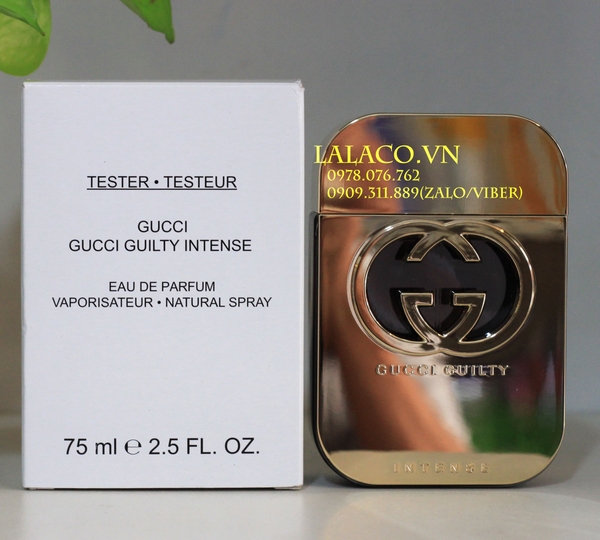 TESTER • TESTEUR
GUCCI
GUCCI GUILTY INTENSE
EAU DE PARFUM
VAPORISATEUR • NATURAL SPRAY
75 ml ℮ 2.5 FL. OZ.
LALACO.VN
0978.076.762
0909.311.889(ZALO/VIBER)
GUCCI GUILTY
INTENSE